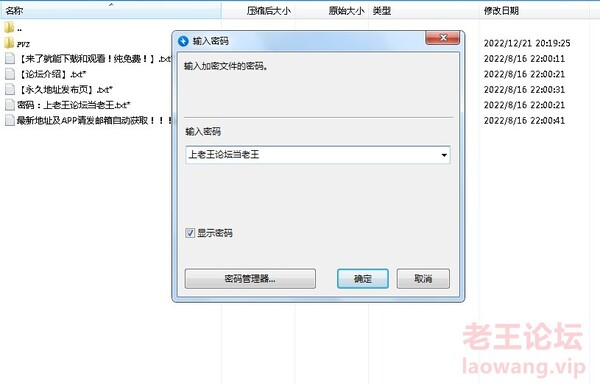 名称 压缩后大小 原始大小 类型 修改日期
..
pvz 2022/12/21 20:19:25
【来了就能下载和观看！纯免费！】.txt* 2022/8/16 22:00:11
【论坛介绍】.txt* 2022/8/16 22:00:21
【永久地址发布页】.txt* 2022/8/16 22:00:31
密码：上老王论坛当老王.txt* 2022/8/16 22:00:21
最新地址及APP请发邮箱自动获取！！！ 2022/8/16 22:00:41
输入密码
输入加密文件的密码。
输入密码
上老王论坛当老王
显示密码
密码管理器... 确定 取消
老王论坛
laowang.vip